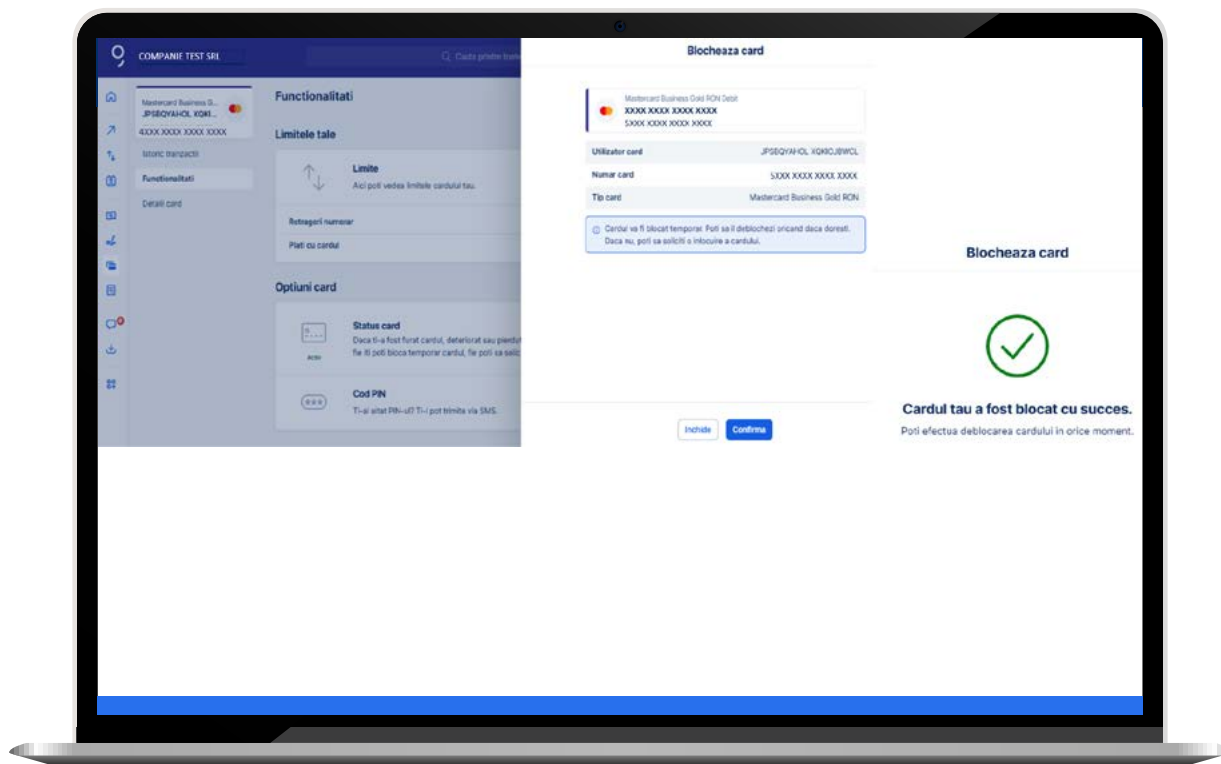 COMPANIE TEST SRL
Cauta printre
Mastercard Business G...
JPSEQYAHOL XQKI...
4XXX XXXX XXXX XXXX
Istoric tranzactii
Functionalitati
Detalii card
Functionalitati
Limitele tale
Limite
Aici poti vedea limitele cardului tau.
Retrageri numerar
Plati cu cardul
Optiuni card
Status card
Daca ti-a fost furat cardul, deteriorat sau pierdut
fie iti poti bloca temporar cardul, fie poti sa solic
Cod PIN
Ti-ai uitat PIN-ul? Ti-l pot trimite via SMS.
Blocheaza card
Mastercard Business Gold RON Debit
XXXX XXXX XXXX XXXX
5XXX XXXX XXXX XXXX
Utilizator card JPSEQYAHOL XQKIOJBWCL
Numar card 5XXX XXXX XXXX XXXX
Tip card Mastercard Business Gold RON
Cardul va fi blocat temporar. Poti sa il deblochezi oricand daca doresti.
Daca nu, poti sa soliciti o inlocuire a cardului.
Inchide
Confirma
Blocheaza card
Cardul tau a fost blocat cu succes.
Poti efectua deblocarea cardului in orice moment.